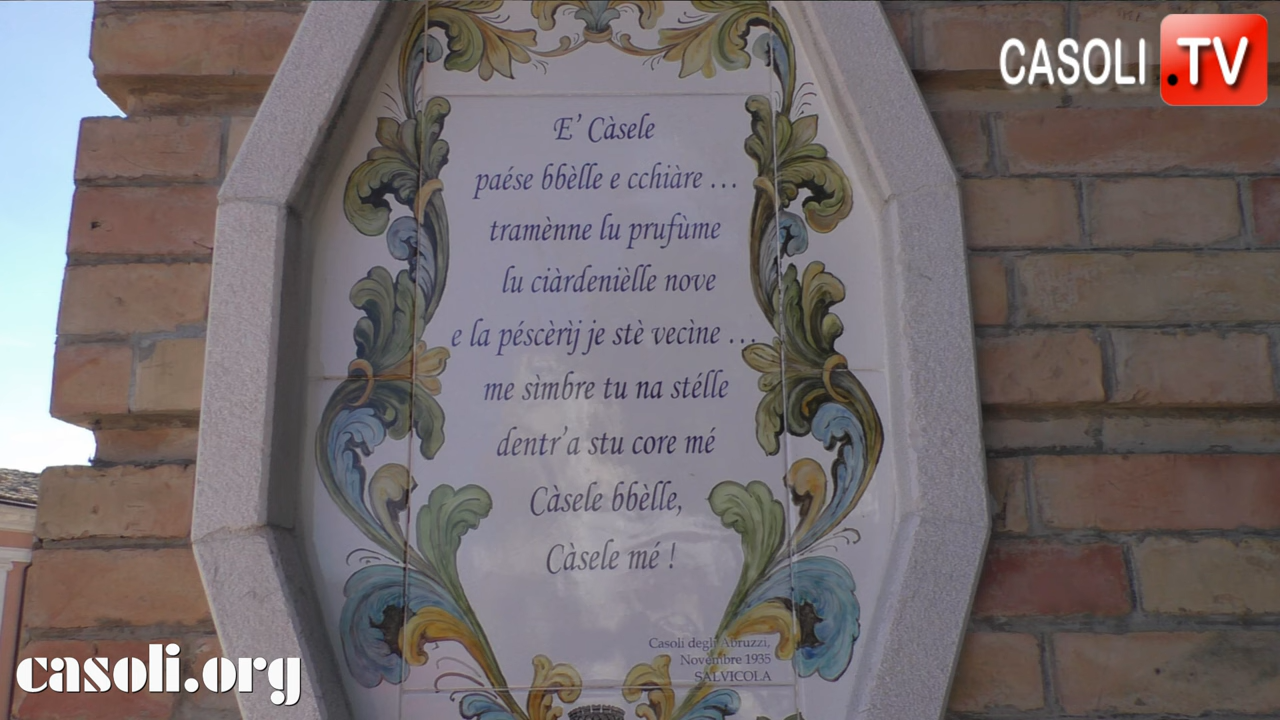 CASOLI.TV
E' Càsele
paése bbèlle e cchiàre ...
tramènne lu prufùme
lu ciàrdenièlle nove
e la péscèrìj je stè vecìne ...
me sìmbre tu na stélle
dentr'a stu core mé
Càsele bbèlle,
Càsele mé !
Casoli degli Abruzzi,
Novembre 1935
SALVICOLA
casoli.org